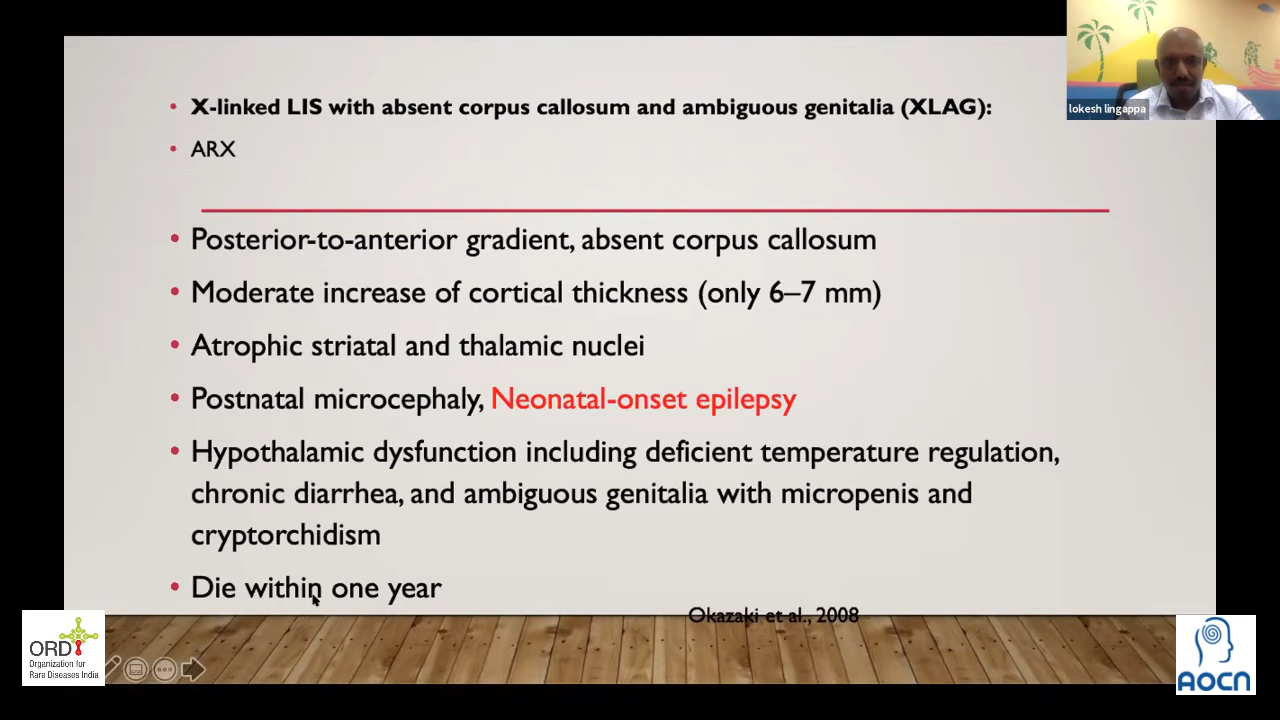 lokesh lingappa
X-linked LIS with absent corpus callosum and ambiguous genitalia (XLAG):
ARX
Posterior-to-anterior gradient, absent corpus callosum
Moderate increase of cortical thickness (only 6–7 mm)
Atrophic striatal and thalamic nuclei
Postnatal microcephaly, Neonatal-onset epilepsy
Hypothalamic dysfunction including deficient temperature regulation,
chronic diarrhea, and ambiguous genitalia with micropenis and
cryptorchidism
Die within one year
Okazaki et al., 2008
ORDI
Organization for
Rare Diseases India
AOCN